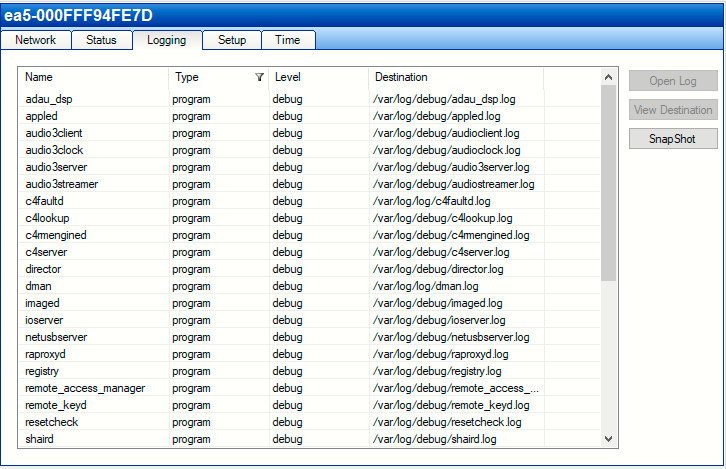 ea5-000FFF94FE7D
Network Status Logging Setup Time
Name Type Level Destination
adau_dsp program debug /var/log/debug/adau_dsp.log
appled program debug /var/log/debug/appled.log
audio3client program debug /var/log/debug/audioclient.log
audio3clock program debug /var/log/debug/audioclock.log
audio3server program debug /var/log/debug/audio3server.log
audio3streamer program debug /var/log/debug/audiostreamer.log
c4faultd program debug /var/log/log/c4faultd.log
c4lookup program debug /var/log/debug/c4lookup.log
c4mengined program debug /var/log/debug/c4mengined.log
c4server program debug /var/log/debug/c4server.log
director program debug /var/log/debug/director.log
dman program debug /var/log/log/dman.log
imaged program debug /var/log/debug/imaged.log
ioserver program debug /var/log/debug/ioserver.log
netusbserver program debug /var/log/debug/netusbserver.log
raproxyd program debug /var/log/debug/raproxyd.log
registry program debug /var/log/debug/registry.log
remote_access_manager program debug /var/log/debug/remote_access_...
remote_keyd program debug /var/log/debug/remote_keyd.log
resetcheck program debug /var/log/debug/resetcheck.log
shaird program debug /var/log/debug/shaird.log
Open Log
View Destination
SnapShot